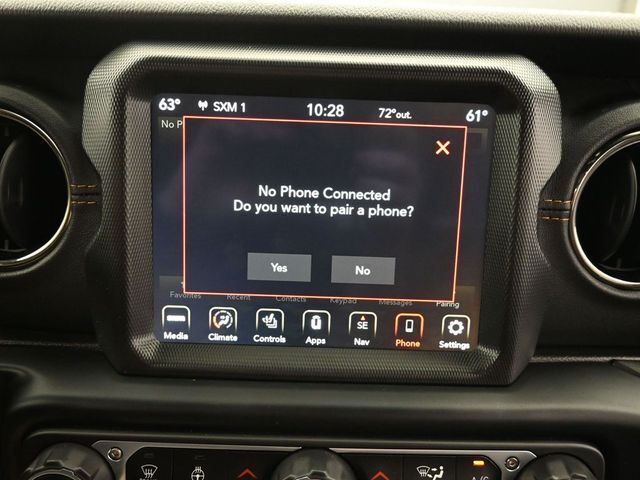 63° SXM 1 10:28 72°out. 61°
No P
No Phone Connected
Do you want to pair a phone?
Yes No
Favorites Recent Contacts Keypad Messages Pairing
SE
Media Climate Controls Apps Nav Phone Settings
A/C